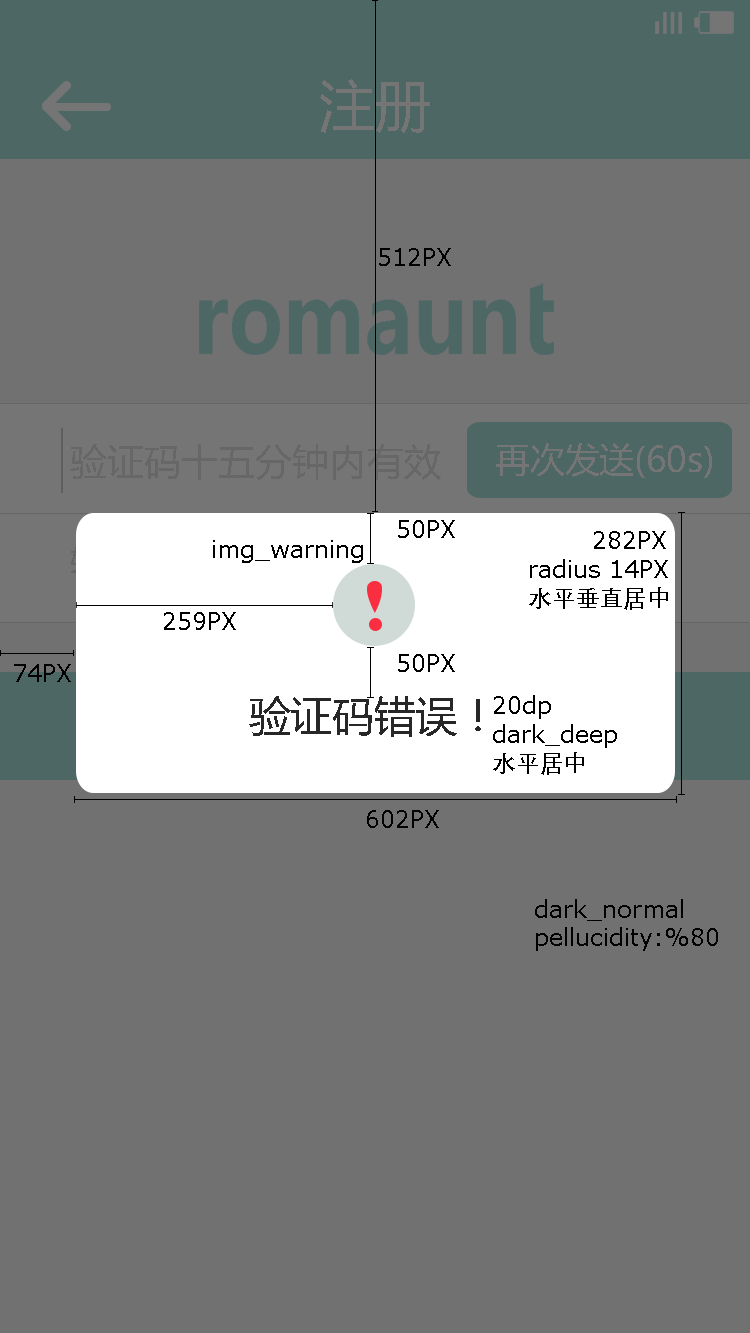 注册
512PX
romaunt
验证码十五分钟内有效
再次发送(60s)
50PX
282PX
img_warning
radius 14PX
水平垂直居中
259PX
50PX
74PX
验证码错误！
20dp
dark_deep
水平居中
602PX
dark_normal
pellucidity:%80